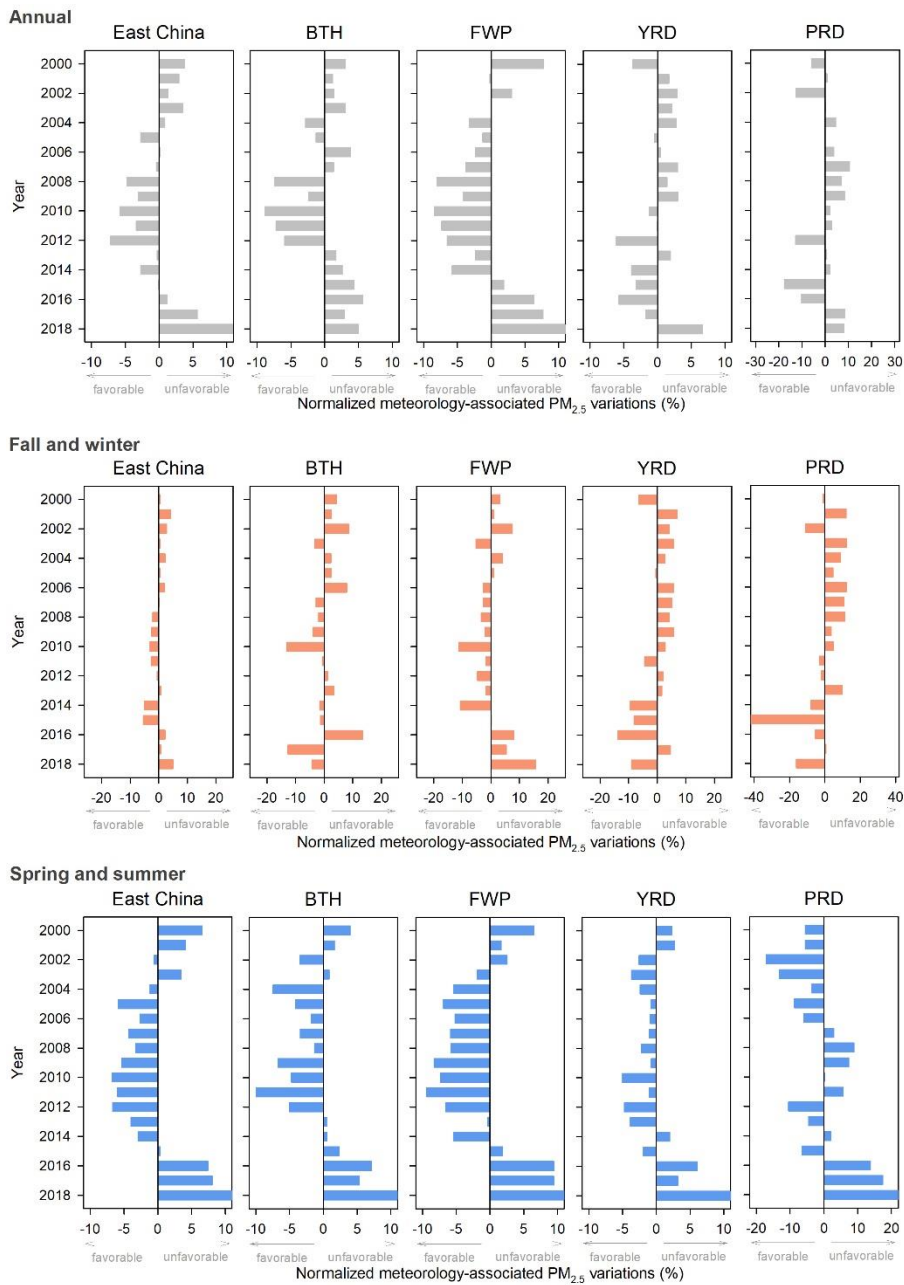 Annual
East China BTH FWP YRD PRD
2000
2002
2004
2006
2008
2010
2012
2014
2016
2018
Year
-10 -5 0 5 10 -10 -5 0 5 10 -10 -5 0 5 10 -10 -5 0 5 10 -30 -20 -10 0 10 20 30
favorable unfavorable favorable unfavorable favorable unfavorable favorable unfavorable favorable unfavorable
Normalized meteorology-associated PM2.5 variations (%)
Fall and winter
East China BTH FWP YRD PRD
2000
2002
2004
2006
2008
2010
2012
2014
2016
2018
Year
-20 -10 0 10 20 -20 -10 0 10 20 -20 -10 0 10 20 -20 -10 0 10 20 -40 -20 0 20 40
favorable unfavorable favorable unfavorable favorable unfavorable favorable unfavorable favorable unfavorable
Normalized meteorology-associated PM2.5 variations (%)
Spring and summer
East China BTH FWP YRD PRD
2000
2002
2004
2006
2008
2010
2012
2014
2016
2018
Year
-10 -5 0 5 10 -10 -5 0 5 10 -10 -5 0 5 10 -10 -5 0 5 10 -20 -10 0 10 20
favorable unfavorable favorable unfavorable favorable unfavorable favorable unfavorable favorable unfavorable
Normalized meteorology-associated PM2.5 variations (%)